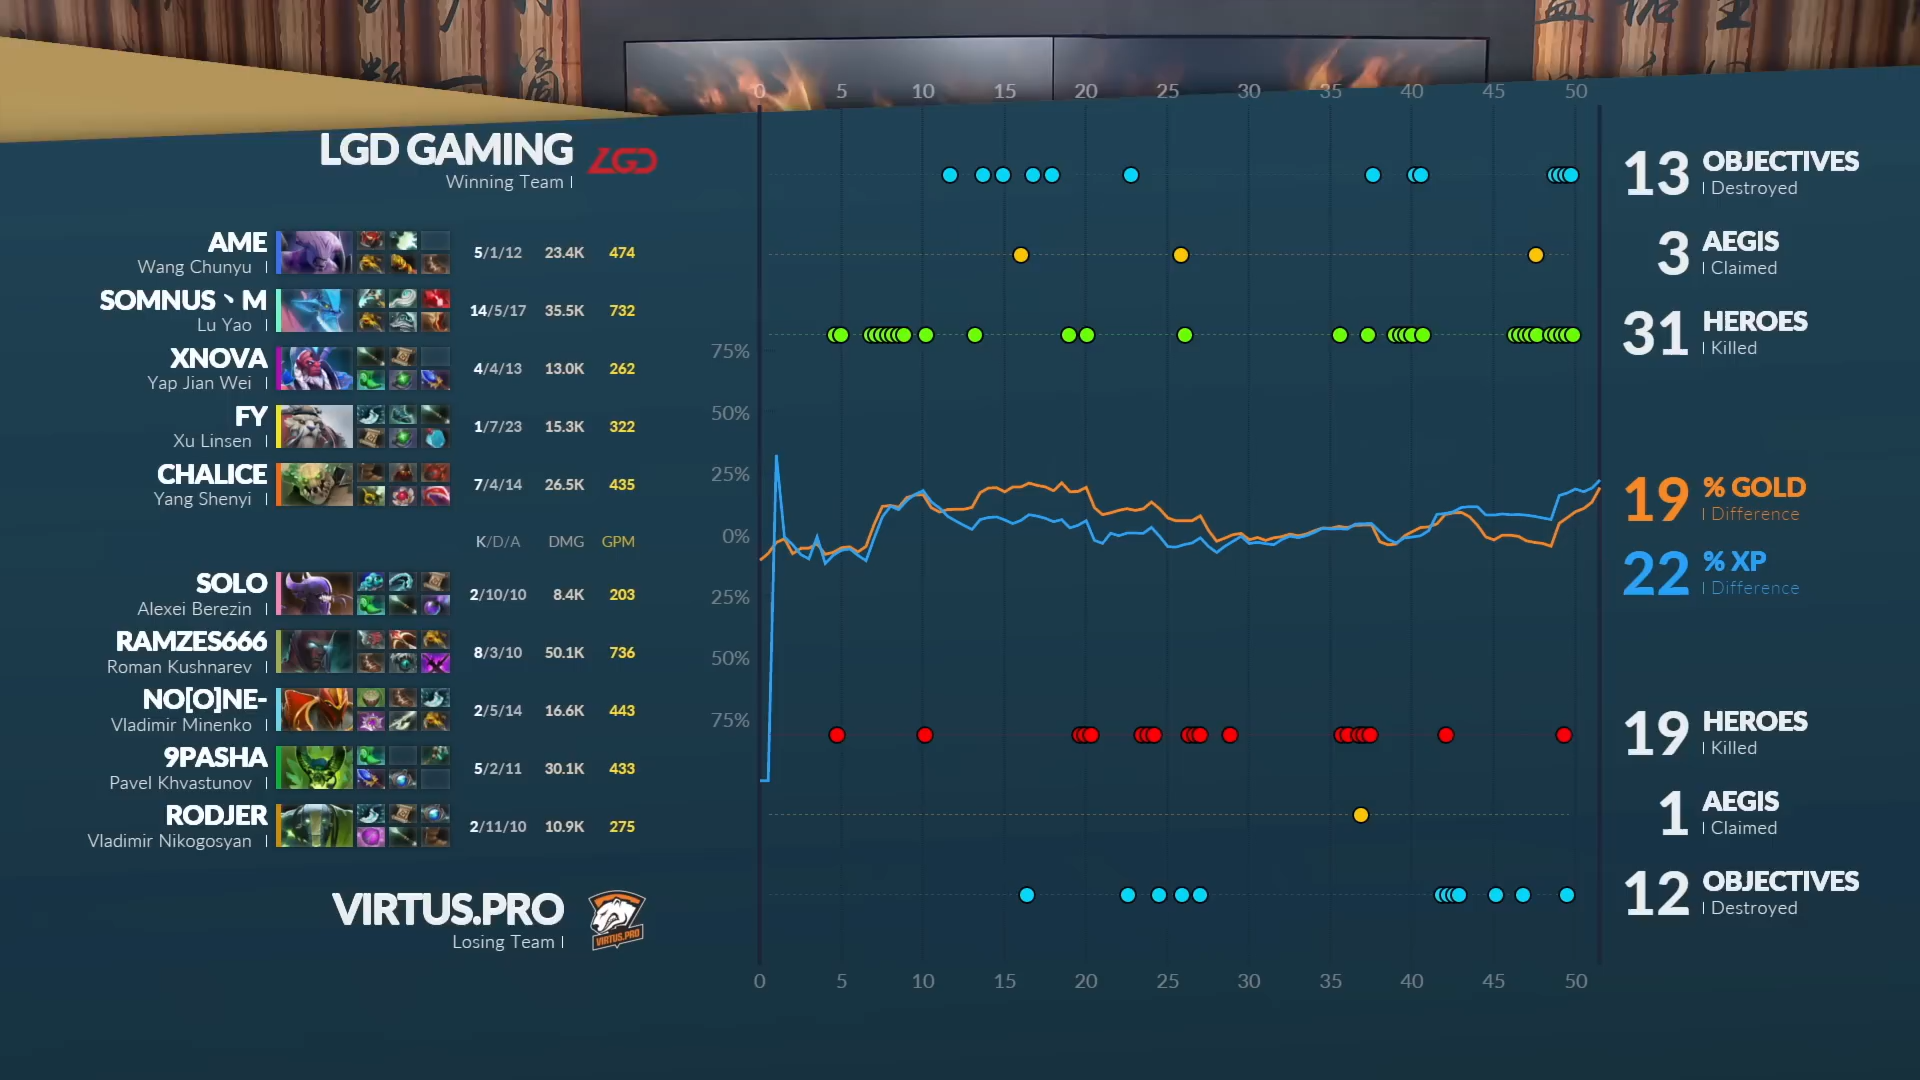 0 5 10 15 20 25 30 35 40 45 50
LGD GAMING LGD
Winning Team
13 OBJECTIVES
Destroyed
AME
Wang Chunyu
5/1/12 23.4K 474
3 AEGIS
Claimed
SOMNUS丶M
Lu Yao
14/5/17 35.5K 732
31 HEROES
Killed
XNOVA
Yap Jian Wei
4/4/13 13.0K 262
75%
FY
Xu Linsen
1/7/23 15.3K 322
50%
CHALICE
Yang Shenyi
7/4/14 26.5K 435
25%
19 % GOLD
Difference
K/D/A DMG GPM
0%
22 % XP
Difference
SOLO
Alexei Berezin
2/10/10 8.4K 203
25%
RAMZES666
Roman Kushnarev
8/3/10 50.1K 736
50%
NO[O]NE-
Vladimir Minenko
2/5/14 16.6K 443
75%
19 HEROES
Killed
9PASHA
Pavel Khvastunov
5/2/11 30.1K 433
RODJER
Vladimir Nikogosyan
2/11/10 10.9K 275
1 AEGIS
Claimed
VIRTUS.PRO
Losing Team
VIRTUS.PRO
12 OBJECTIVES
Destroyed
0 5 10 15 20 25 30 35 40 45 50